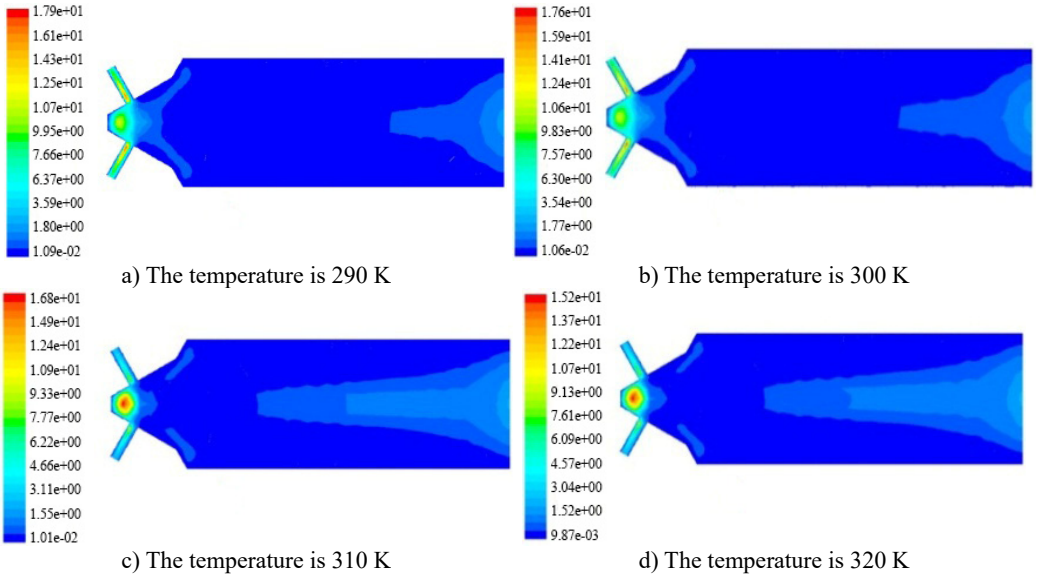 1.79e+01
1.61e+01
1.43e+01
1.25e+01
1.07e+01
9.95e+00
7.66e+00
6.37e+00
3.59e+00
1.80e+00
1.09e-02
a) The temperature is 290 K
1.76e+01
1.59e+01
1.41e+01
1.24e+01
1.06e+01
9.83e+00
7.57e+00
6.30e+00
3.54e+00
1.77e+00
1.06e-02
b) The temperature is 300 K
1.68e+01
1.49e+01
1.24e+01
1.09e+01
9.33e+00
7.77e+00
6.22e+00
4.66e+00
3.11e+00
1.55e+00
1.01e-02
c) The temperature is 310 K
1.52e+01
1.37e+01
1.22e+01
1.07e+01
9.13e+00
7.61e+00
6.09e+00
4.57e+00
3.04e+00
1.52e+00
9.87e-03
d) The temperature is 320 K